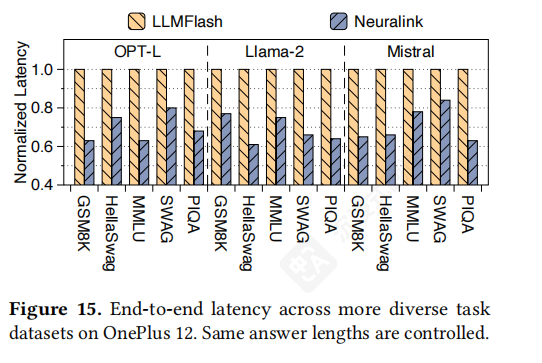 LLMFlash Neuralink
OPT-L Llama-2 Mistral
Normalized Latency
1.0
0.8
0.6
0.4
GSM8K HellaSwag MMLU SWAG PIQA GSM8K HellaSwag MMLU SWAG PIQA GSM8K HellaSwag MMLU SWAG PIQA
Figure 15. End-to-end latency across more diverse task
datasets on OnePlus 12. Same answer lengths are controlled.